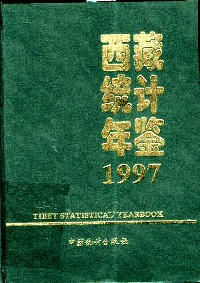 西藏
统计
年鉴
1997
TIBET STATISTICAL YEARBOOK
中国统计出版社